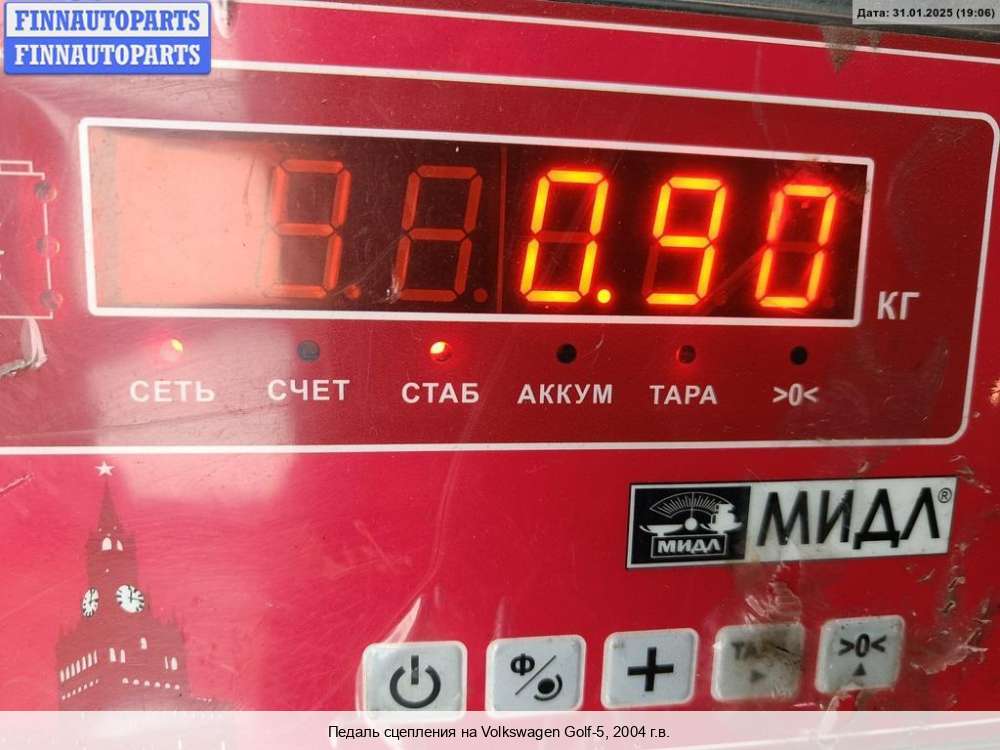 FINNAUTOPARTS
FINNAUTOPARTS
Дата: 31.01.2025 (19:06)
0.90
КГ
СЕТЬ СЧЕТ СТАБ АККУМ ТАРА >0<
МИДЛ МИДЛ®
Ф + >0<
Педаль сцепления на Volkswagen Golf-5, 2004 г.в.